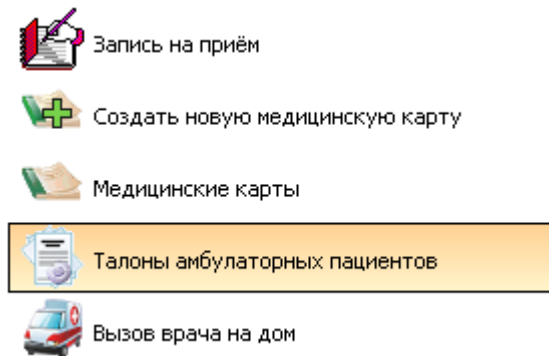 Запись на приём
Создать новую медицинскую карту
Медицинские карты
Талоны амбулаторных пациентов
Вызов врача на дом